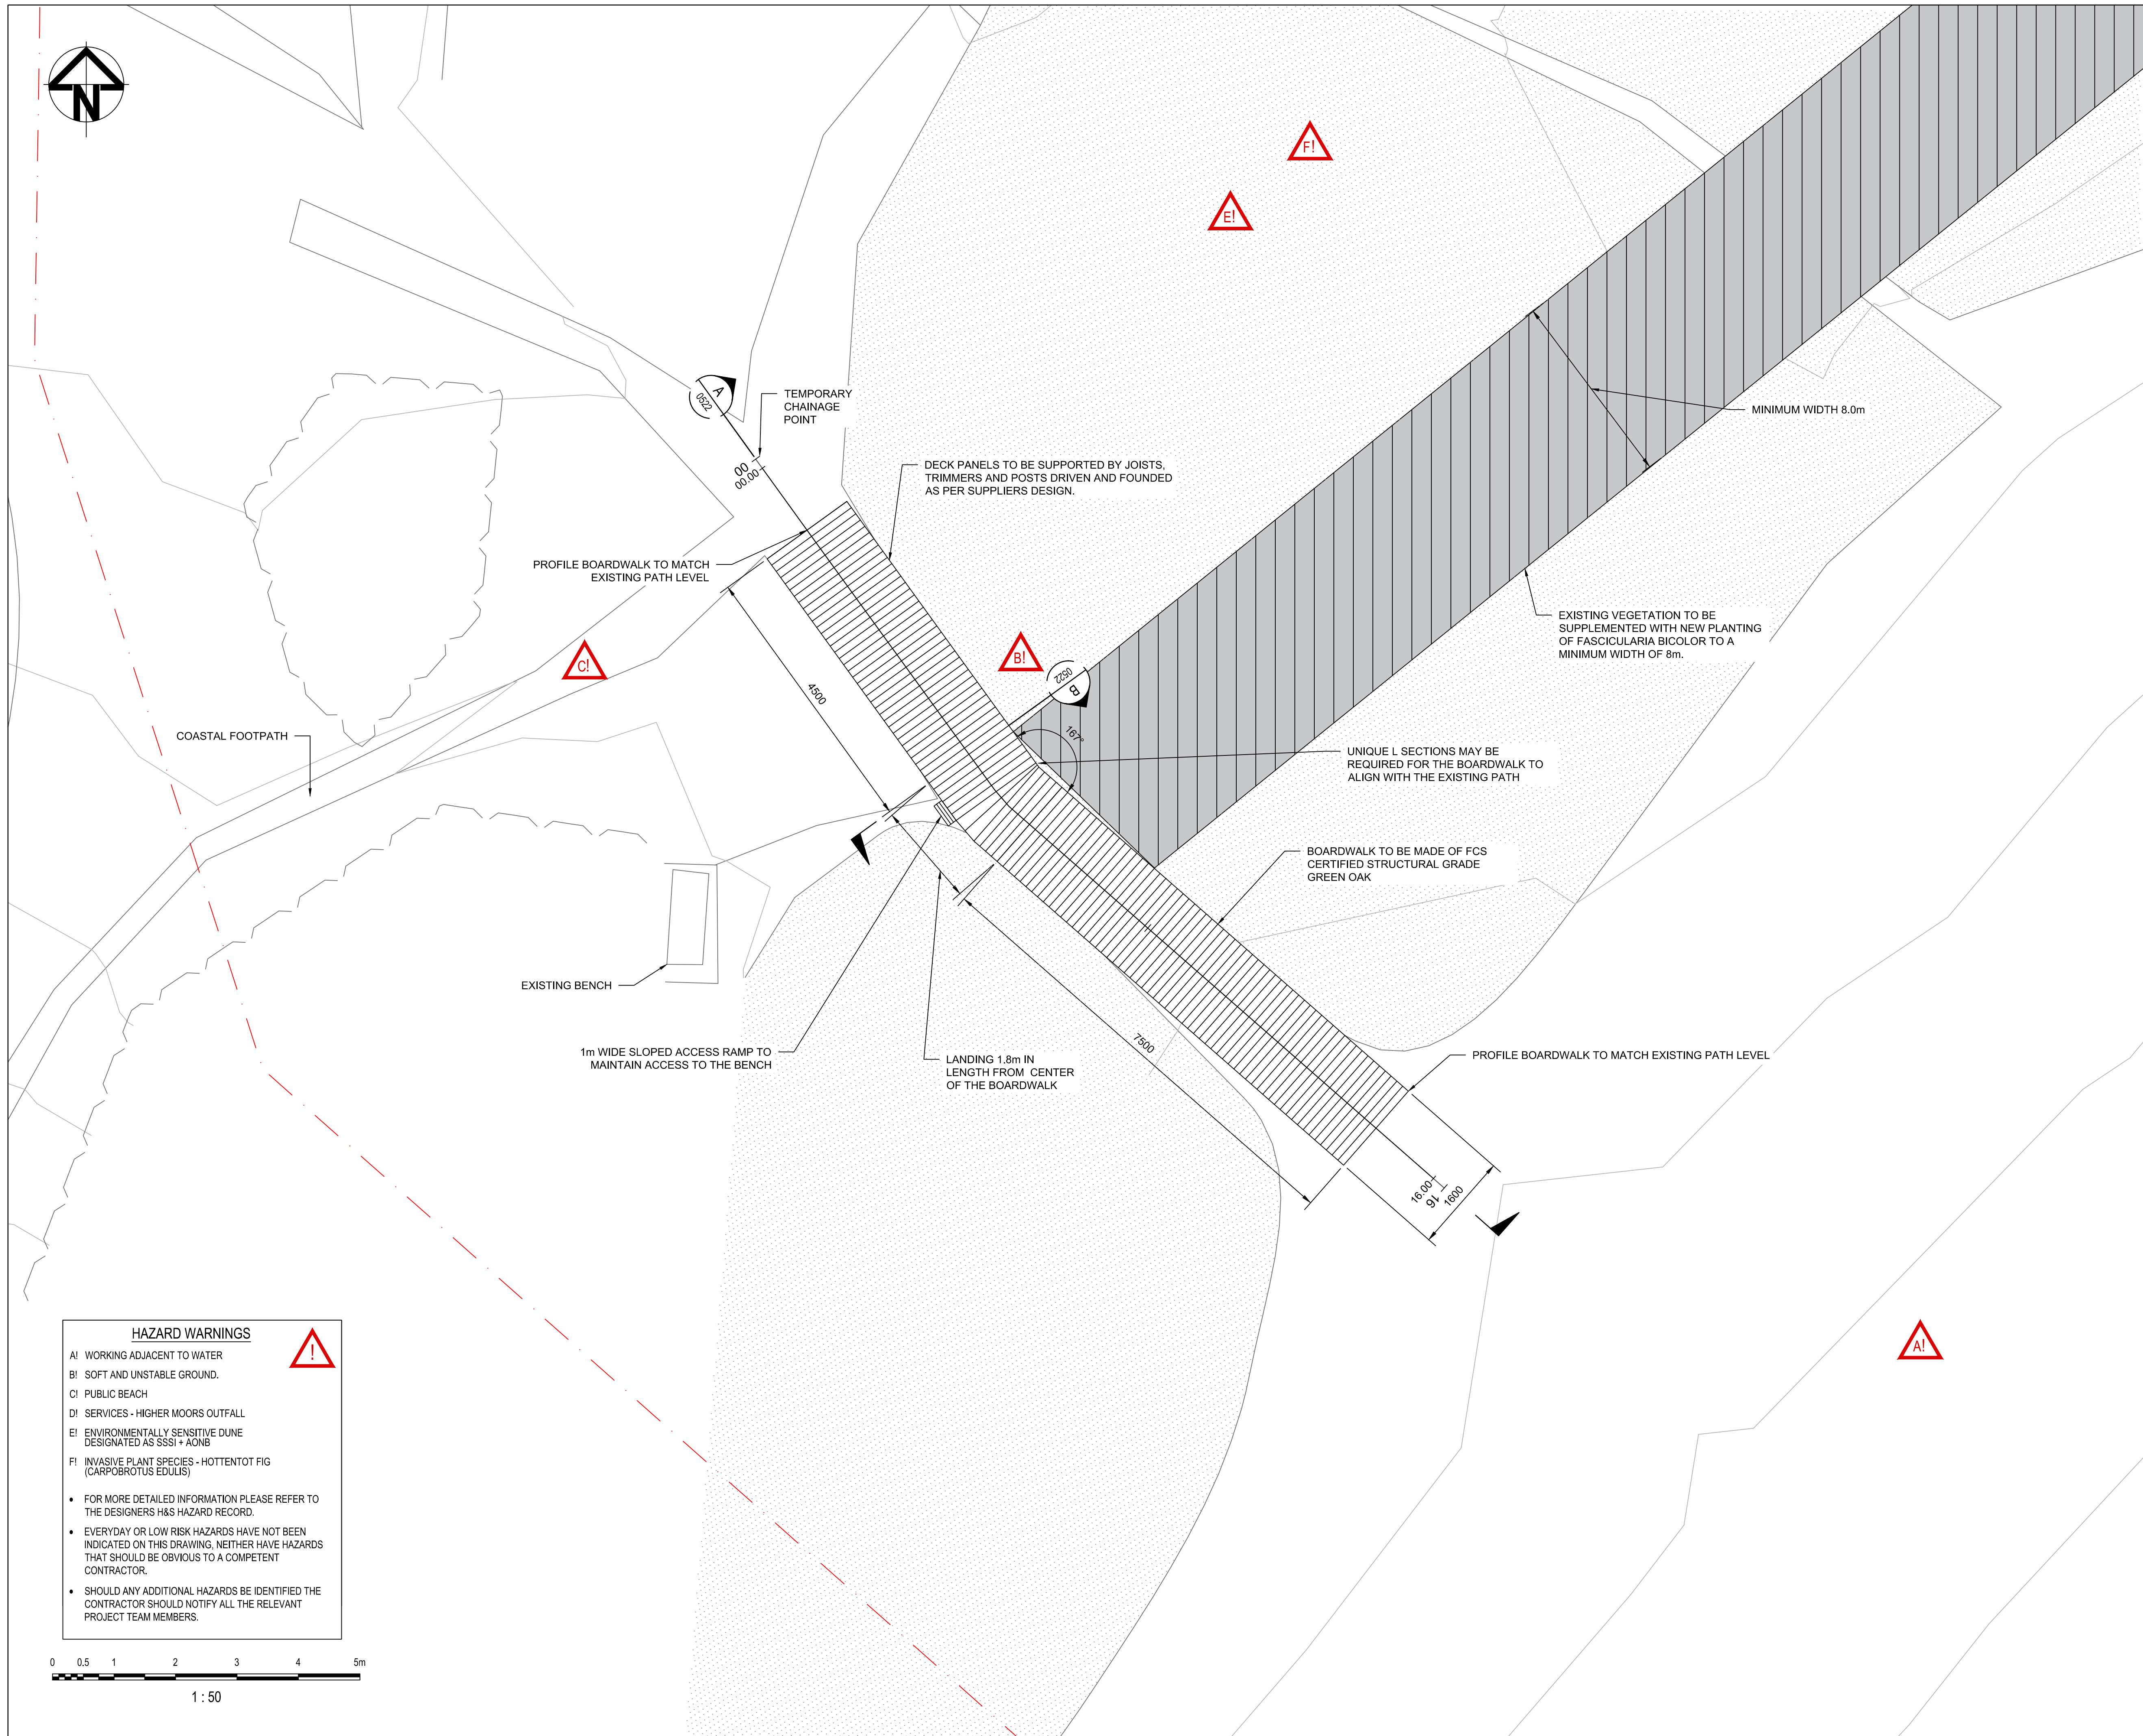 N
F!
E!
A
0522
TEMPORARY
CHAINAGE
POINT
MINIMUM WIDTH 8.0m
00
00.00
DECK PANELS TO BE SUPPORTED BY JOISTS,
TRIMMERS AND POSTS DRIVEN AND FOUNDED
AS PER SUPPLIERS DESIGN.
PROFILE BOARDWALK TO MATCH
EXISTING PATH LEVEL
C!
B!
EXISTING VEGETATION TO BE
SUPPLEMENTED WITH NEW PLANTING
OF FASCICULARIA BICOLOR TO A
MINIMUM WIDTH OF 8m.
0522
B
4500
167°
COASTAL FOOTPATH
UNIQUE L SECTIONS MAY BE
REQUIRED FOR THE BOARDWALK TO
ALIGN WITH THE EXISTING PATH
BOARDWALK TO BE MADE OF FCS
CERTIFIED STRUCTURAL GRADE
GREEN OAK
EXISTING BENCH
1m WIDE SLOPED ACCESS RAMP TO
MAINTAIN ACCESS TO THE BENCH
LANDING 1.8m IN
LENGTH FROM CENTER
OF THE BOARDWALK
7500
PROFILE BOARDWALK TO MATCH EXISTING PATH LEVEL
16.00
16
1600
A!
HAZARD WARNINGS
!
A! WORKING ADJACENT TO WATER
B! SOFT AND UNSTABLE GROUND.
C! PUBLIC BEACH
D! SERVICES - HIGHER MOORS OUTFALL
E! ENVIRONMENTALLY SENSITIVE DUNE
DESIGNATED AS SSSI + AONB
F! INVASIVE PLANT SPECIES - HOTTENTOT FIG
(CARPOBROTUS EDULIS)
• FOR MORE DETAILED INFORMATION PLEASE REFER TO
THE DESIGNERS H&S HAZARD RECORD.
• EVERYDAY OR LOW RISK HAZARDS HAVE NOT BEEN
INDICATED ON THIS DRAWING, NEITHER HAVE HAZARDS
THAT SHOULD BE OBVIOUS TO A COMPETENT
CONTRACTOR.
• SHOULD ANY ADDITIONAL HAZARDS BE IDENTIFIED THE
CONTRACTOR SHOULD NOTIFY ALL THE RELEVANT
PROJECT TEAM MEMBERS.
0 0.5 1 2 3 4 5m
1 : 50